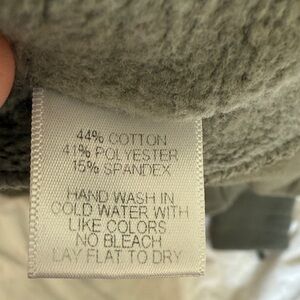 44% COTTON
41% POLYESTER
15% SPANDEX
HAND WASH IN
COLD WATER WITH
LIKE COLORS
NO BLEACH
LAY FLAT TO DRY